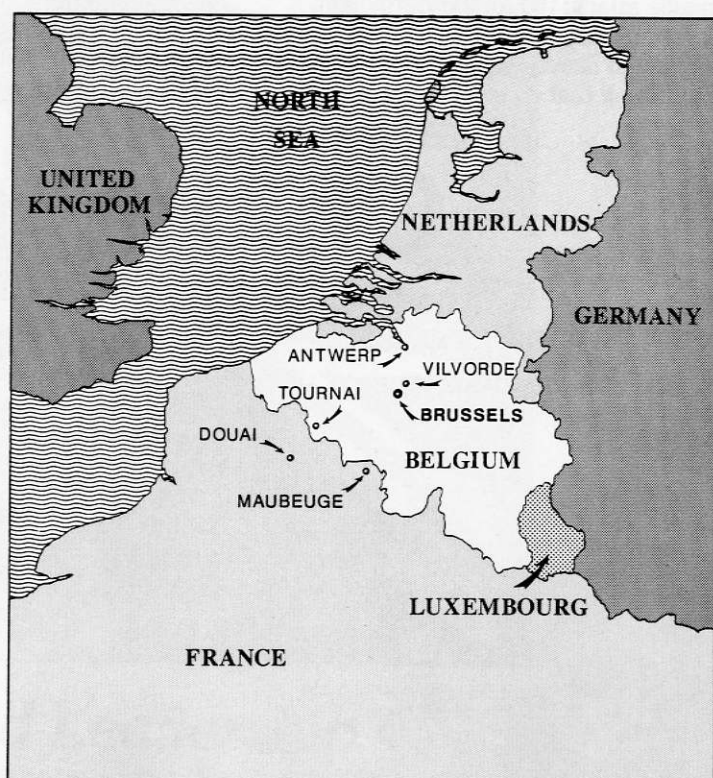 NORTH
SEA
UNITED
KINGDOM
NETHERLANDS
GERMANY
ANTWERP
VILVORDE
TOURNAI
BRUSSELS
DOUAI
BELGIUM
MAUBEUGE
LUXEMBOURG
FRANCE